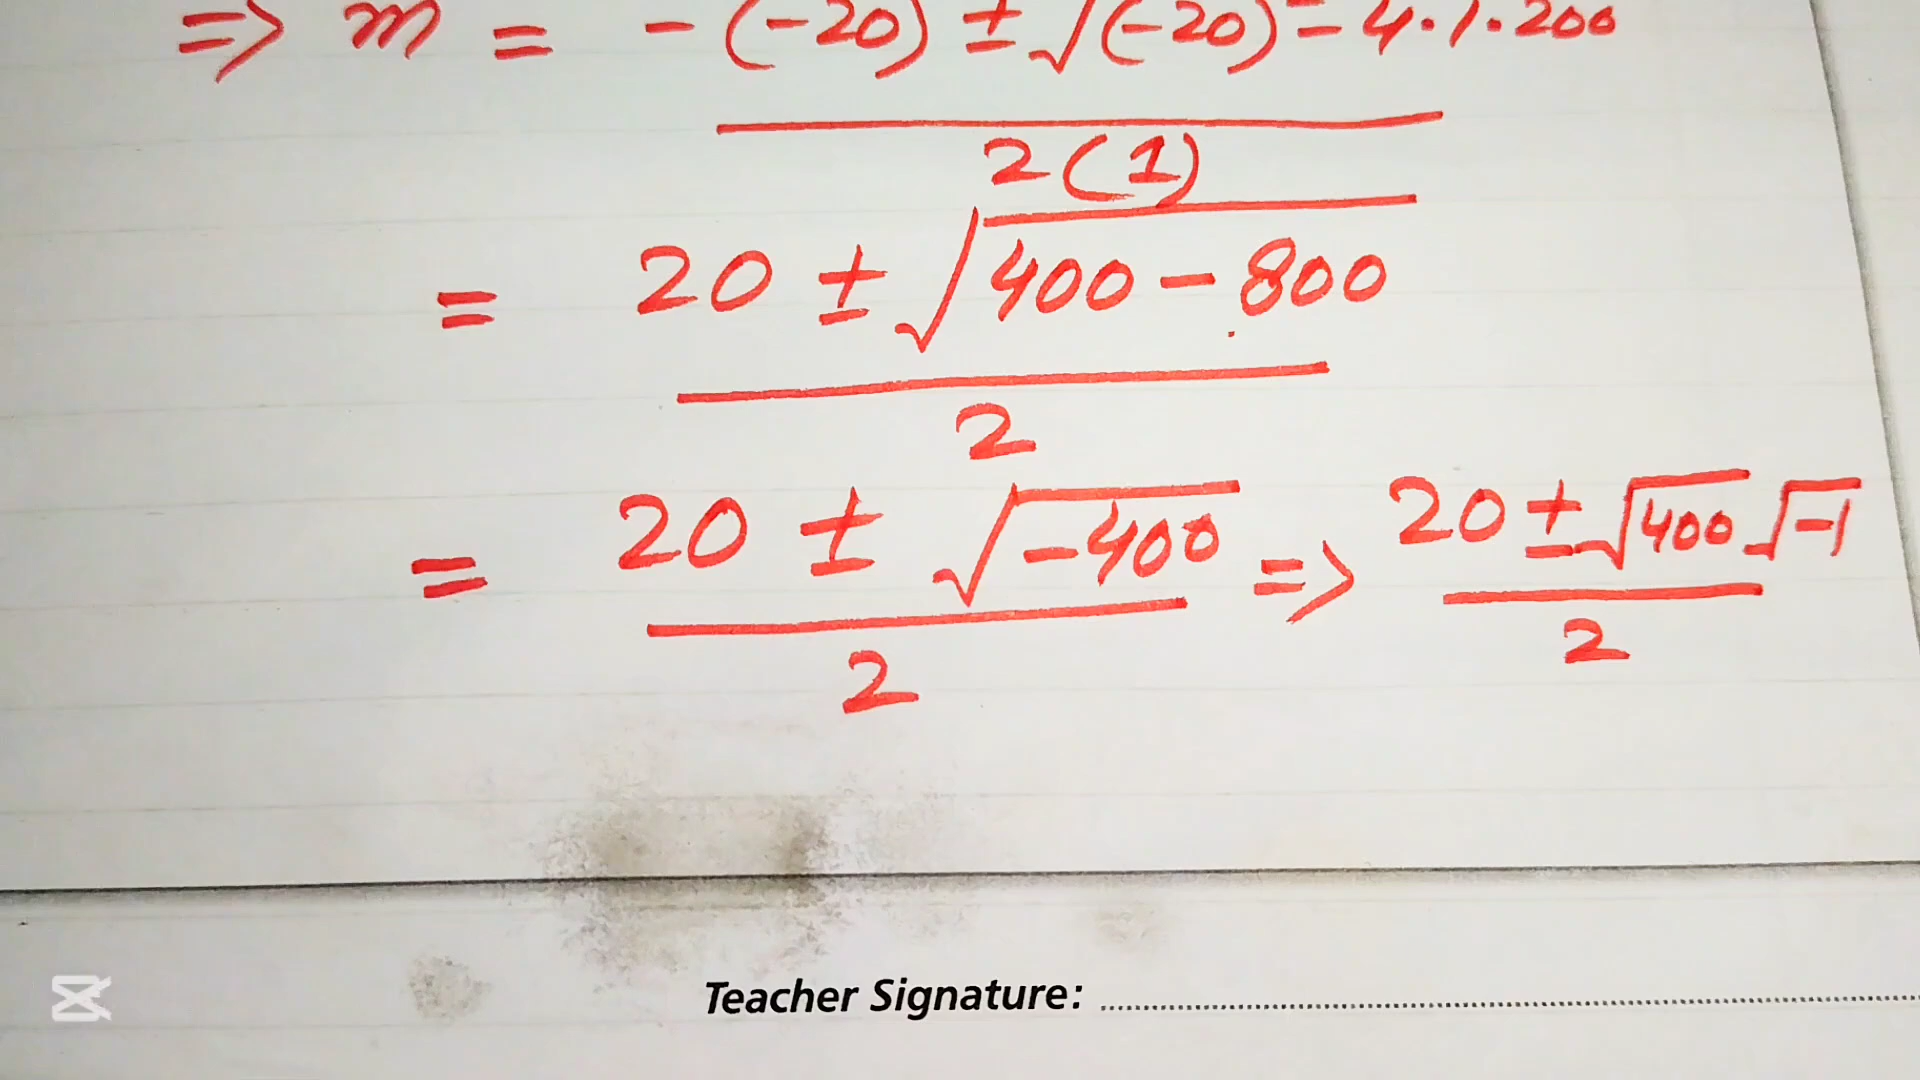 => m = -(-20) ± √(-20)² - 4·1·200
2(1)
= 20 ± √400 - 800
2
= 20 ± √-400 => 20 ± √400 √-1
2 2
Teacher Signature: